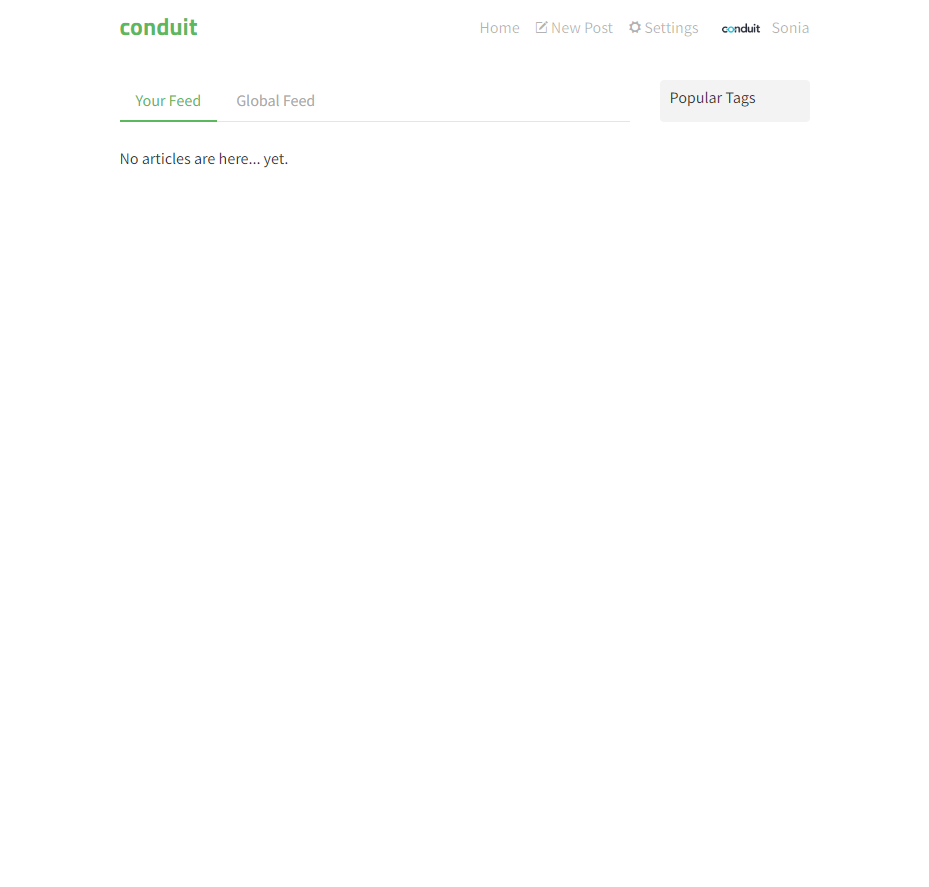 conduit
Home New Post Settings conduit Sonia
Your Feed Global Feed
Popular Tags
No articles are here... yet.